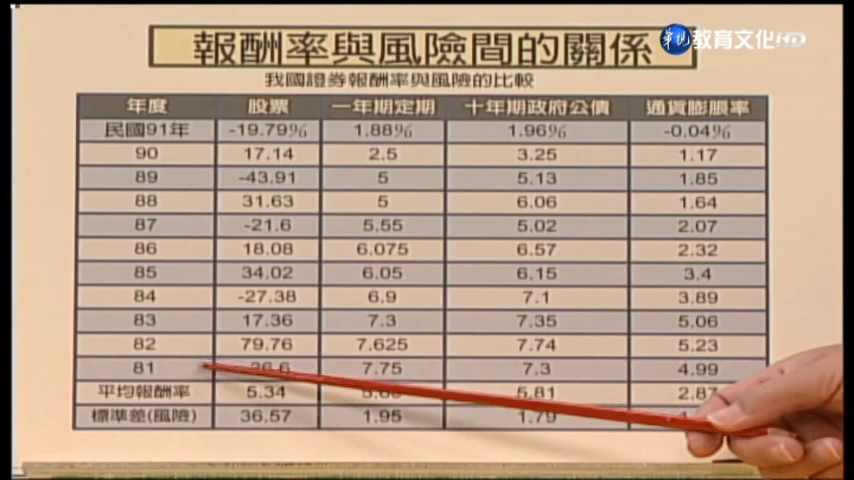 報酬率與風險間的關係
華視教育文化HD
我國證券報酬率與風險的比較
年度 股票 一年期定期 十年期政府公債 通貨膨脹率
民國91年 -19.79% 1.88% 1.96% -0.04%
90 17.14 2.5 3.25 1.17
89 -43.91 5 5.13 1.85
88 31.63 5 6.06 1.64
87 -21.6 5.55 5.02 2.07
86 18.08 6.075 6.57 2.32
85 34.02 6.05 6.15 3.4
84 -27.38 6.9 7.1 3.89
83 17.36 7.3 7.35 5.06
82 79.76 7.625 7.74 5.23
81 7.75 7.3 4.99
平均報酬率 5.34 5.81 2.87
標準差(風險) 36.57 1.95 1.79